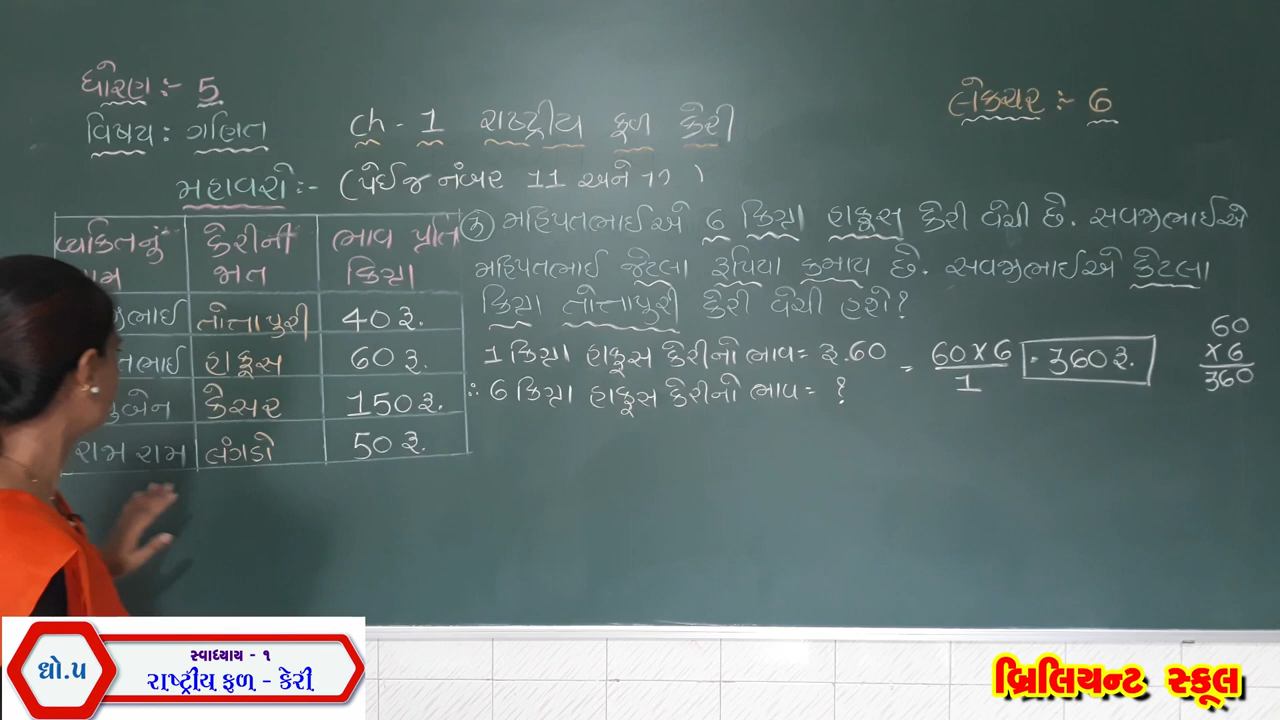 ધોરણ :- 5
લેકચર :- 6
વિષય : ગણિત
ch - 1 રાષ્ટ્રીય ફળ કેરી
મહાવરો :- (પેઈજ નંબર 11 અને
વ્યકિતનું કેરીની ભાવ પ્રતિ
જાત કિગ્રા
તોતાપુરી 40 રૂ.
હાફૂસ 60 રૂ.
કેસર 150 રૂ.
રામ રામ લંગડો 50 રૂ.
③ મહિપતભાઈએ 6 કિગ્રા હાફૂસ કેરી વેચી છે. સવજીભાઈએ
મહિપતભાઈ જેટલા રૂપિયા કમાય છે. સવજીભાઈએ કેટલા
કિગ્રા તોત્તાપુરી કેરી વેચી હશે?
1 કિગ્રા હાફૂસ કેરીનો ભાવ = રૂ.60
∴ 6 કિગ્રા હાફૂસ કેરીનો ભાવ = ?
= 60 × 6 = 360 રૂ.
1
60
× 6
360
ધો.૫
સ્વાધ્યાય - ૧
રાષ્ટ્રીય ફળ - કેરી
બ્રિલિયન્ટ સ્કૂલ